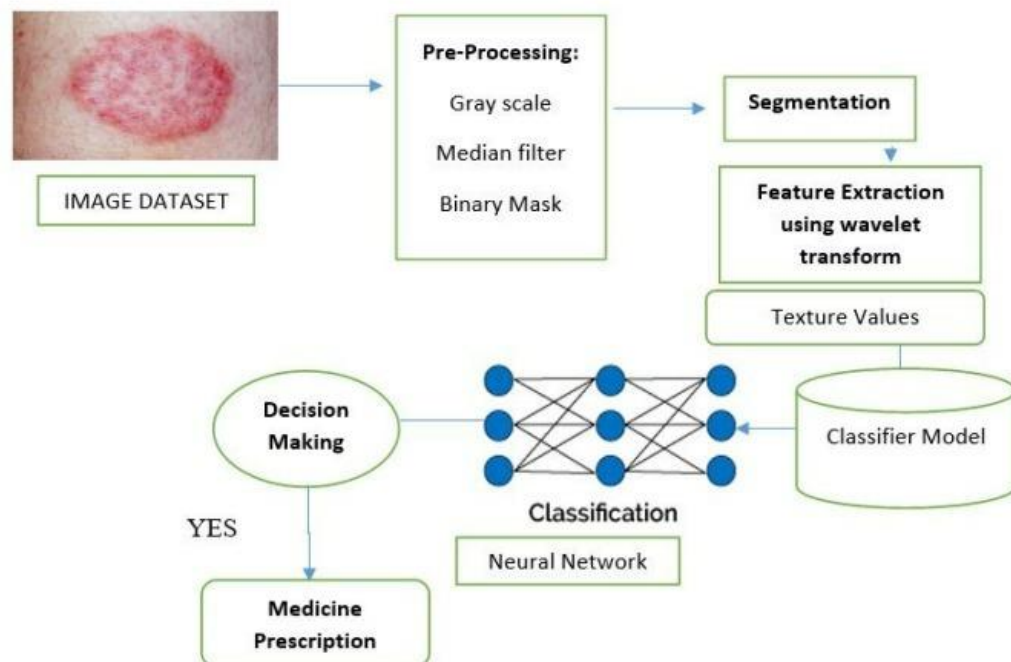 IMAGE DATASET
Pre-Processing:
Gray scale
Median filter
Binary Mask
Segmentation
Feature Extraction
using wavelet
transform
Texture Values
Classifier Model
Classification
Neural Network
Decision
Making
YES
Medicine
Prescription